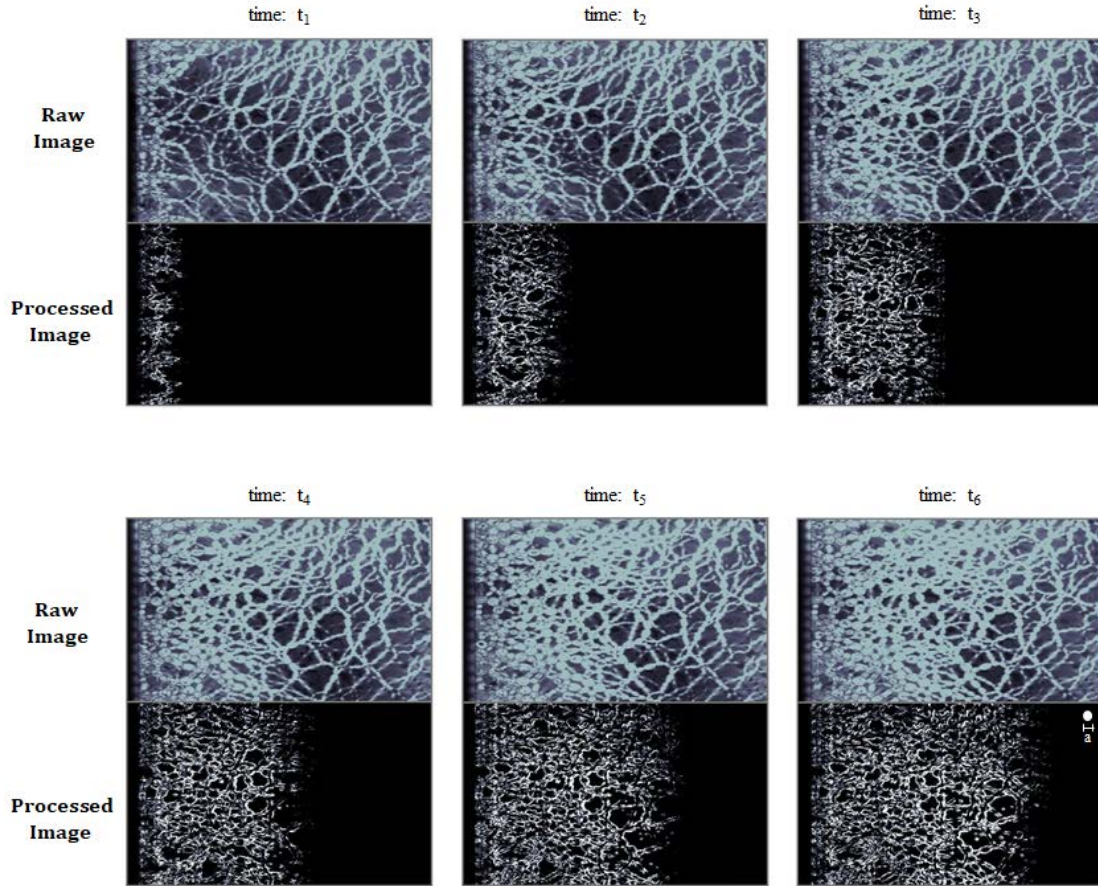 time: t₁
time: t₂
time: t₃
Raw
Image
Processed
Image
time: t₄
time: t₅
time: t₆
Raw
Image
a
Processed
Image